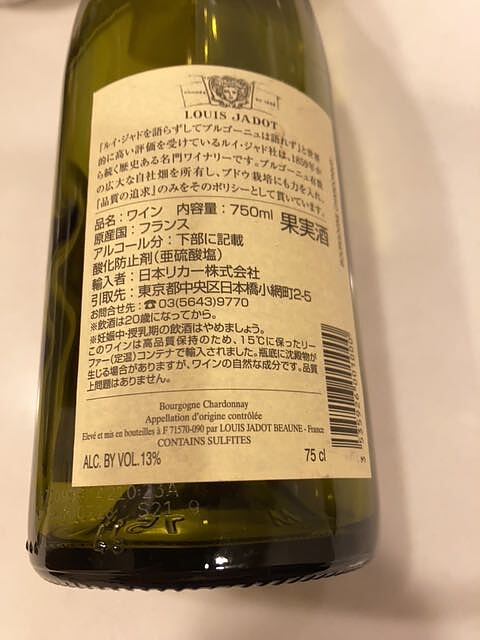 LOUIS JADOT
「ルイ・ジャドを語らずしてブルゴーニュは語れず」と世界
的に高い評価を受けているルイ・ジャド社は、1859年か
ら続く歴史ある名門ワイナリーです。ブルゴーニュ有数
の広大な自社畑を所有し、ブドウ栽培にも力を入れ、
「品質の追求」のみをそのポリシーとして貫いています。
品名：ワイン 内容量：750ml 果実酒
原産国：フランス
アルコール分：下部に記載
酸化防止剤(亜硫酸塩)
輸入者：日本リカー株式会社
引取先：東京都中央区日本橋小網町2-5
お問合せ先：☎03(5643)9770
※飲酒は20歳になってから。
※妊娠中・授乳期の飲酒はやめましょう。
このワインは高品質保持のため、15℃に保ったリー
ファー(定温)コンテナで輸入されました。瓶底に沈殿物が
生じる場合がありますが、ワインの自然な成分です。品質
上問題はありません。
Bourgogne Chardonnay
Appellation d'origine contrôlée
Elevé et mis en bouteilles à F 71570-090 par LOUIS JADOT BEAUNE - France
CONTAINS SULFITES
ALC. BY VOL. 13% 75 cl